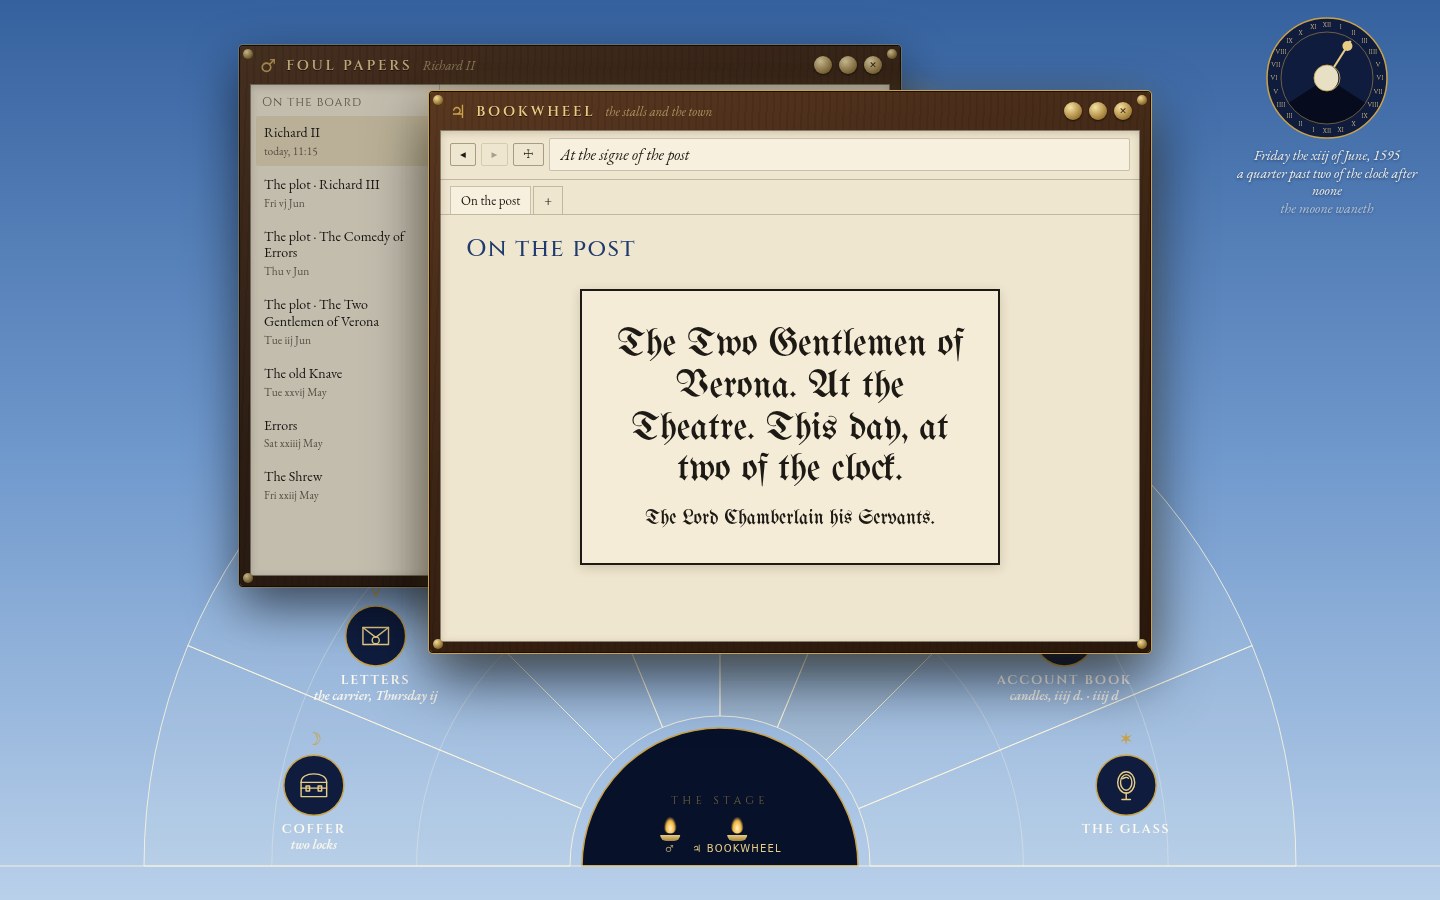 FOUL PAPERS Richard II
On the board
Richard II
today, 11:15
The plot · Richard III
Fri vj Jun
The plot · The Comedy of
Errors
Thu v Jun
The plot · The Two
Gentlemen of Verona
Tue iij Jun
The old Knave
Tue xxvij May
Errors
Sat xxiiij May
The Shrew
Fri xxiij May
BOOKWHEEL the stalls and the town
At the signe of the post
On the post +
On the post
The Two Gentlemen of
Verona. At the
Theatre. This day, at
two of the clock.
The Lord Chamberlain his Servants.
Friday the xiij of June, 1595
a quarter past two of the clock after
noone
the moone waneth
LETTERS
the carrier, Thursday ij
COFFER
two locks
THE STAGE
BOOKWHEEL
ACCOUNT BOOK
candles, iiij d. · iiij d
THE GLASS